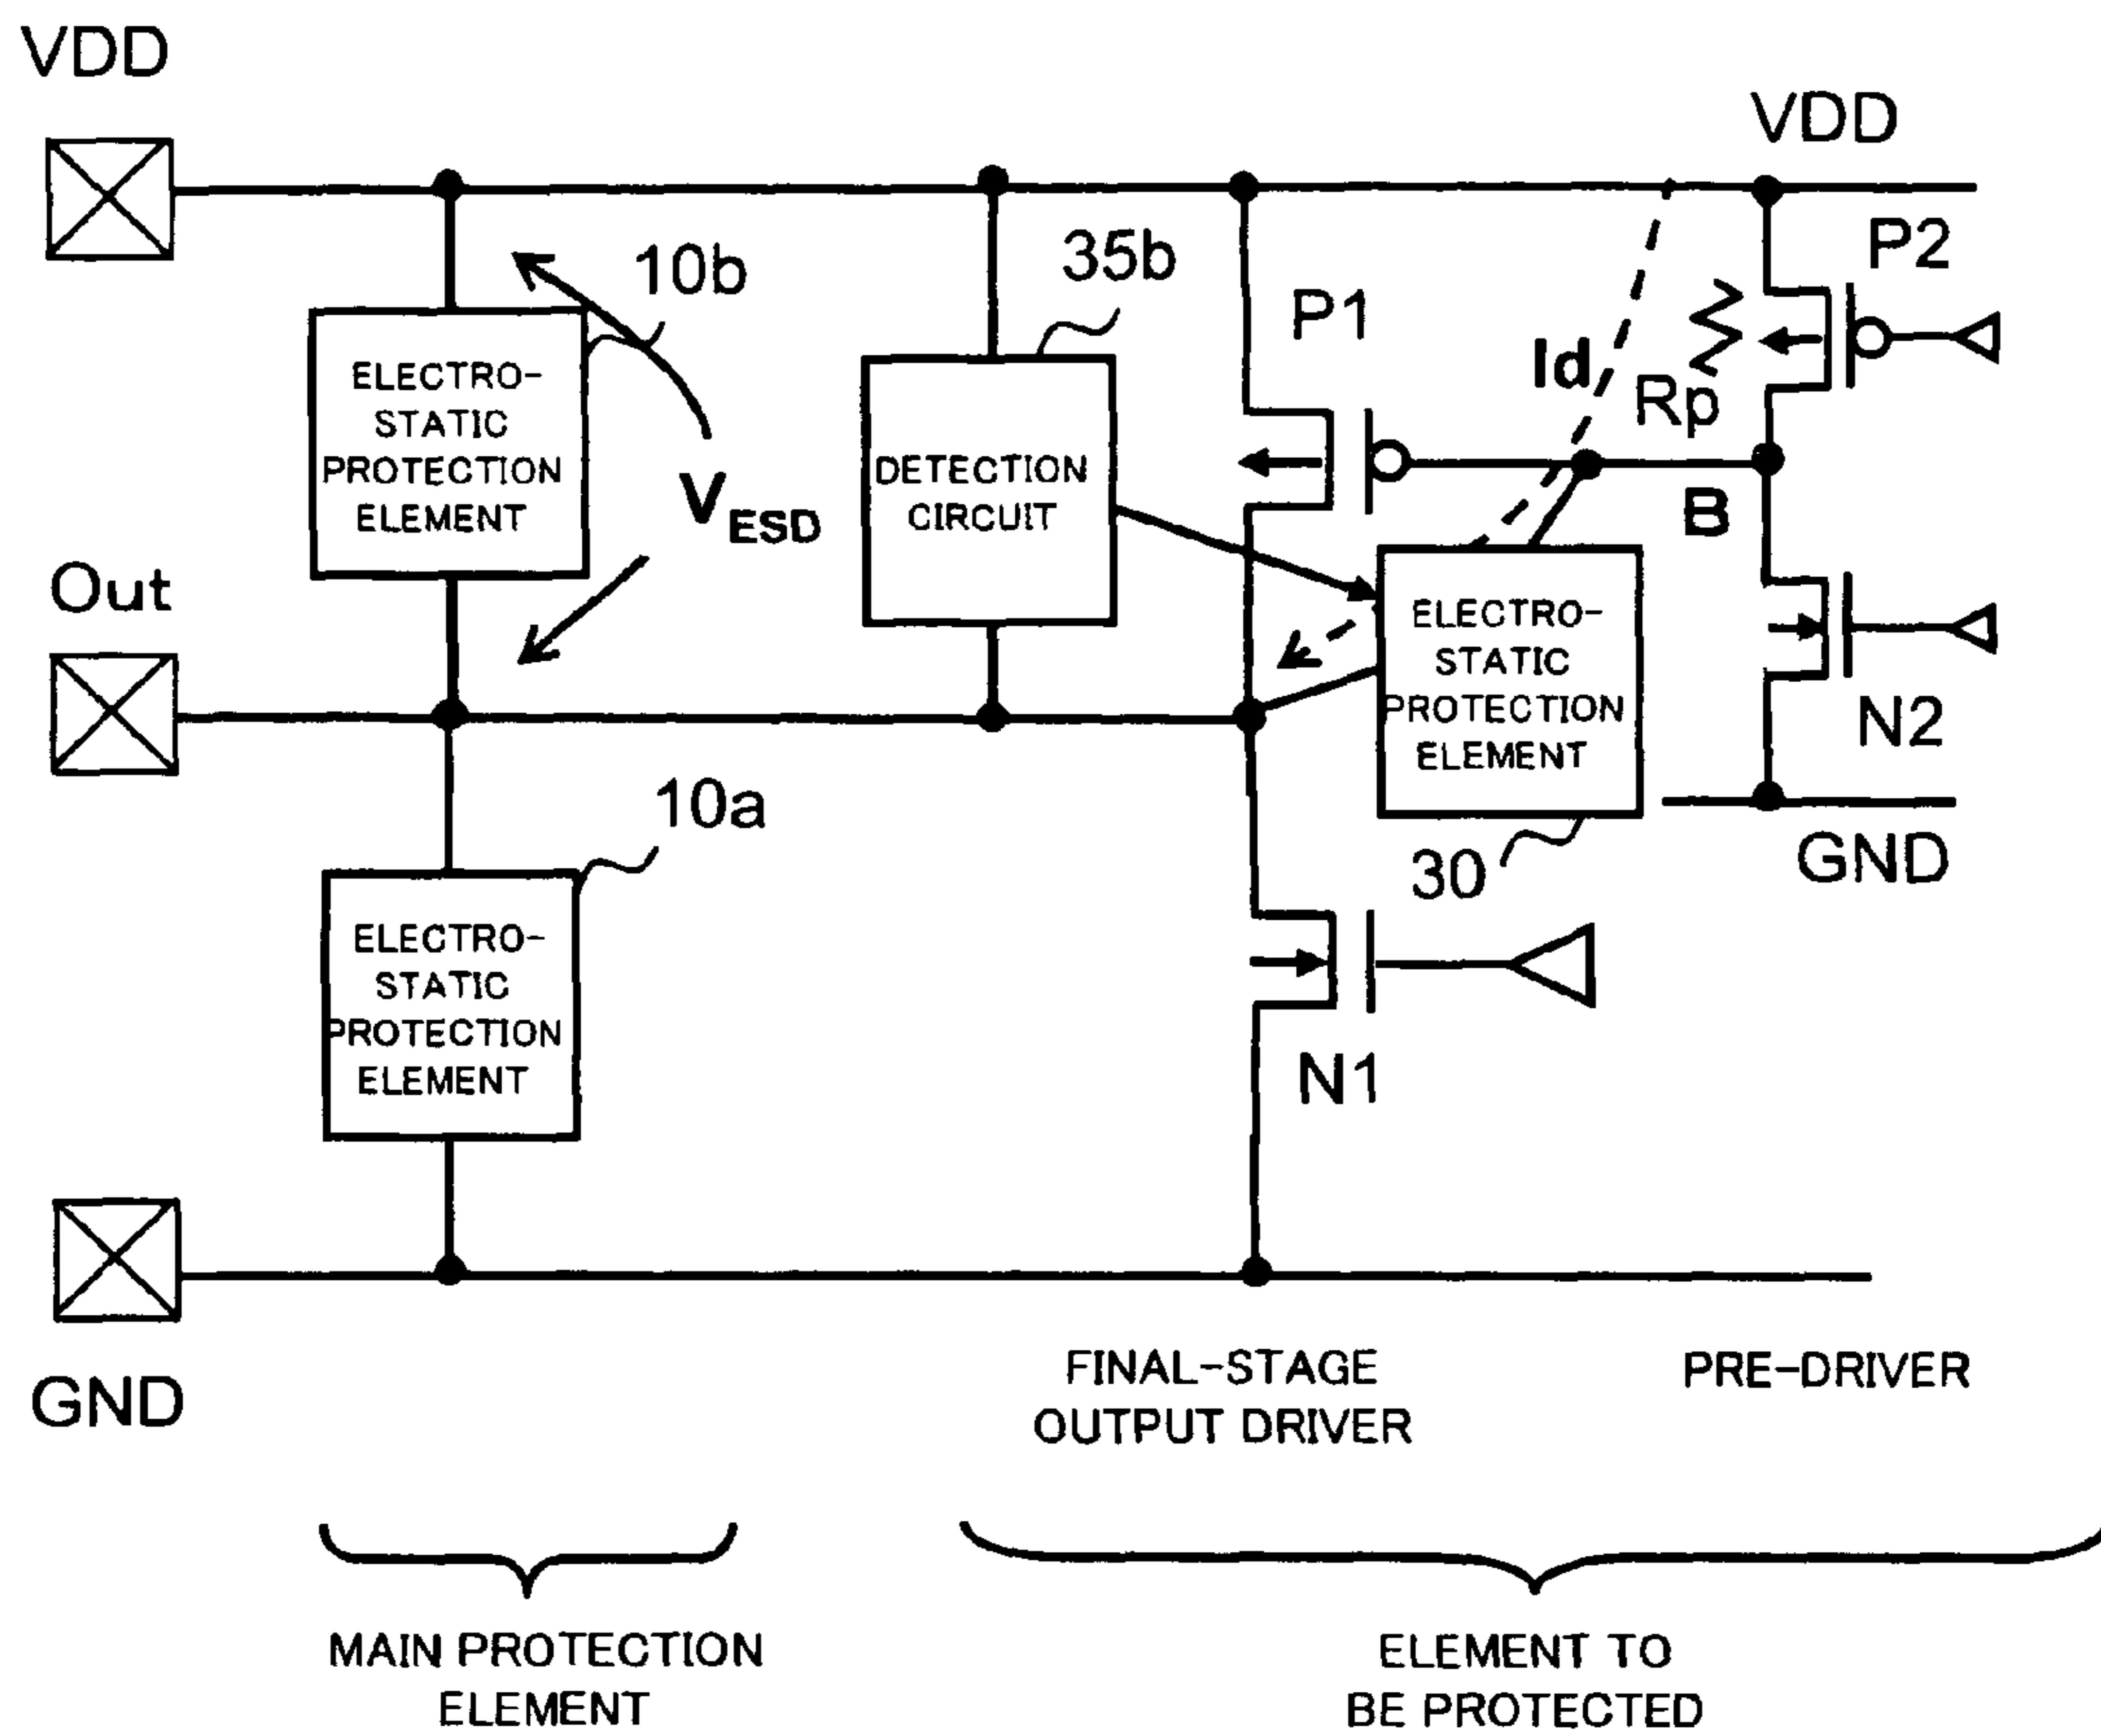 VDD
VDD
10b
35b
P2
P1
ELECTRO-
STATIC
PROTECTION
ELEMENT
Id
Rp
DETECTION
CIRCUIT
VESD
B
Out
ELECTRO-
STATIC
PROTECTION
ELEMENT
N2
10a
30
GND
ELECTRO-
STATIC
PROTECTION
ELEMENT
N1
GND
FINAL-STAGE
OUTPUT DRIVER
PRE-DRIVER
MAIN PROTECTION
ELEMENT
ELEMENT TO
BE PROTECTED